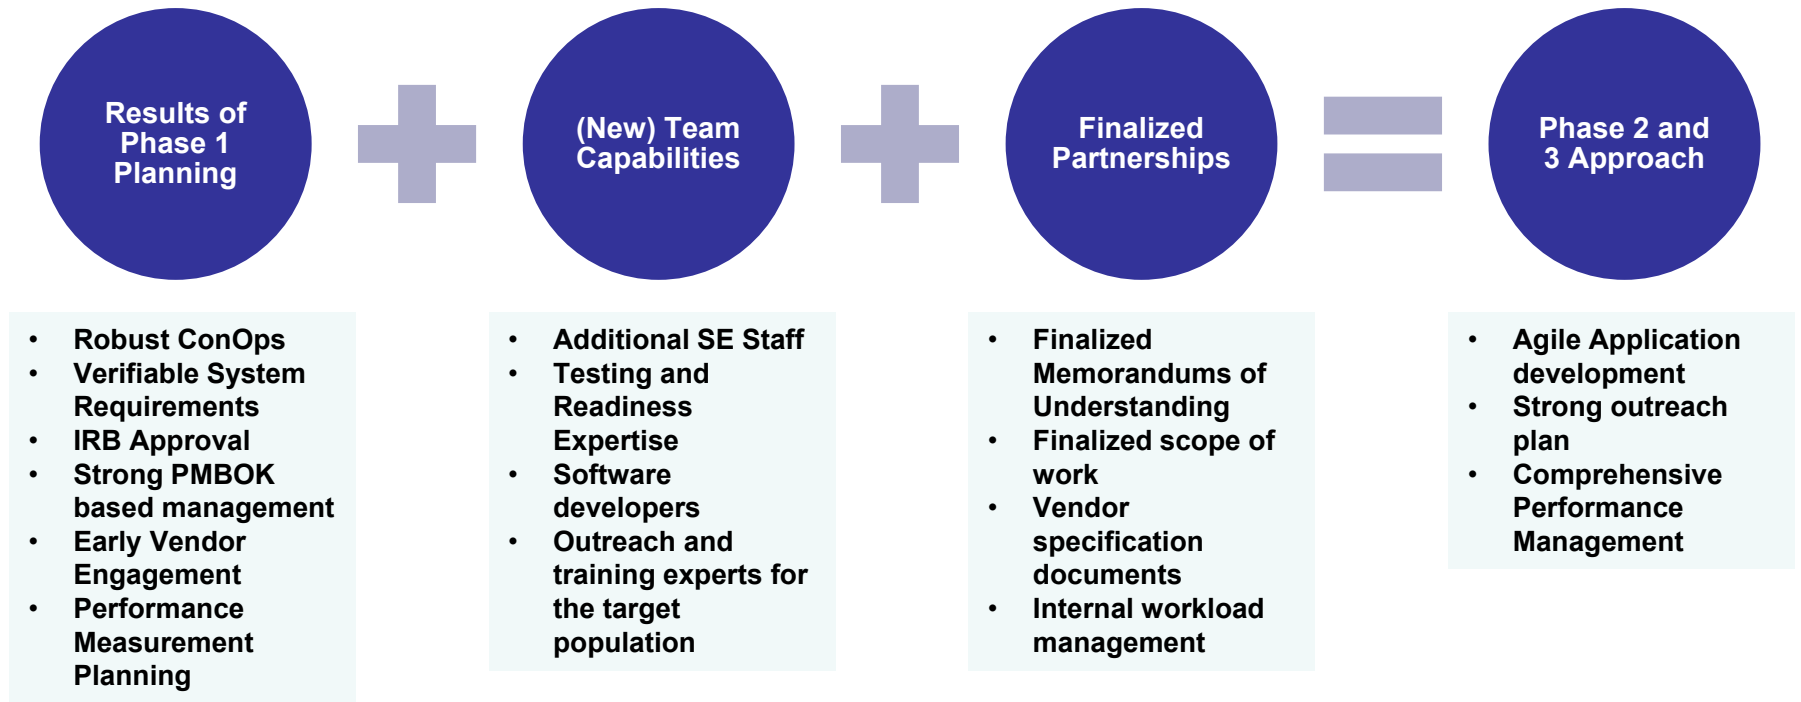 Results of
Phase 1
Planning
(New) Team
Capabilities
Finalized
Partnerships
Phase 2 and
3 Approach
• Robust ConOps
• Verifiable System
Requirements
• IRB Approval
• Strong PMBOK
based management
• Early Vendor
Engagement
• Performance
Measurement
Planning
• Additional SE Staff
• Testing and
Readiness
Expertise
• Software
developers
• Outreach and
training experts for
the target
population
• Finalized
Memorandums of
Understanding
• Finalized scope of
work
• Vendor
specification
documents
• Internal workload
management
• Agile Application
development
• Strong outreach
plan
• Comprehensive
Performance
Management